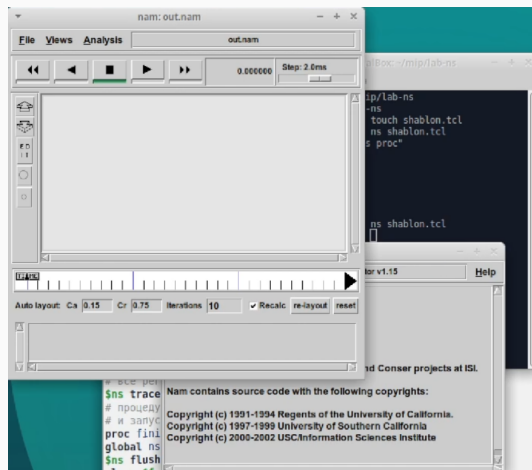 nam: out.nam
File Views Analysis out.nam
0.000000 Step: 2.0ms
TIME
Auto layout: Ca 0.15 Cr 0.75 Iterations 10 Recalc re-layout reset
Box: ~/mip/lab-ns
ip/lab-ns
-ns
touch shablon.tcl
ns shablon.tcl
s proc"
ns shablon.tcl
tor v1.15 Help
nd Conser projects at ISI.
Nam contains source code with the following copyrights:
Copyright (c) 1991-1994 Regents of the University of California.
Copyright (c) 1997-1999 University of Southern California
Copyright (c) 2000-2002 USC/Information Sciences Institute
# все рег
$ns trace
# процеду
# и запус
proc fini
global ns
$ns flush